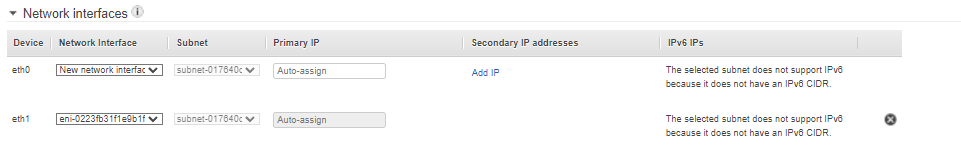 Network interfaces
Device Network Interface Subnet Primary IP Secondary IP addresses IPv6 IPs
eth0 New network interfac subnet-017640c Auto-assign Add IP The selected subnet does not support IPv6
because it does not have an IPv6 CIDR.
eth1 eni-0223fb31f1e9b1f subnet-017640c Auto-assign The selected subnet does not support IPv6
because it does not have an IPv6 CIDR.